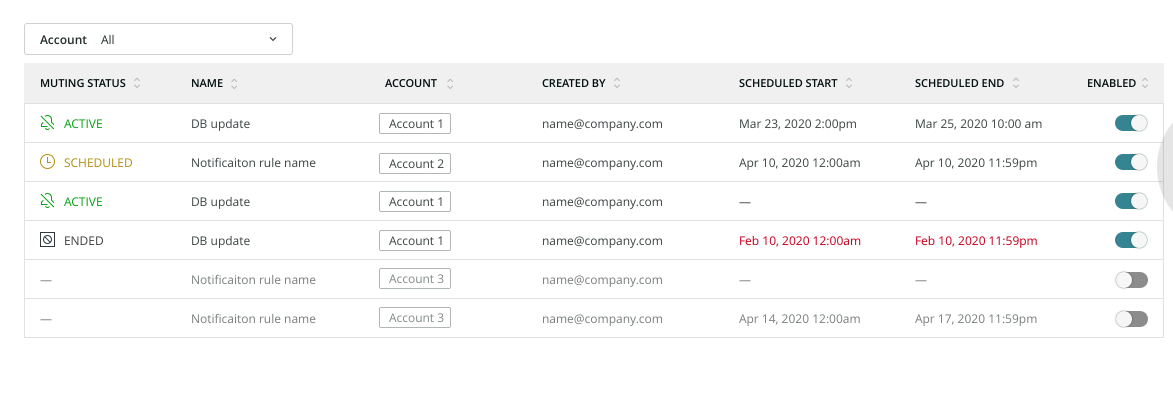 Account All
MUTING STATUS NAME ACCOUNT CREATED BY SCHEDULED START SCHEDULED END ENABLED
ACTIVE DB update Account 1 name@company.com Mar 23, 2020 2:00pm Mar 25, 2020 10:00 am
SCHEDULED Notificaiton rule name Account 2 name@company.com Apr 10, 2020 12:00am Apr 10, 2020 11:59pm
ACTIVE DB update Account 1 name@company.com — —
ENDED DB update Account 1 name@company.com Feb 10, 2020 12:00am Feb 10, 2020 11:59pm
— Notificaiton rule name Account 3 name@company.com — —
— Notificaiton rule name Account 3 name@company.com Apr 14, 2020 12:00am Apr 17, 2020 11:59pm